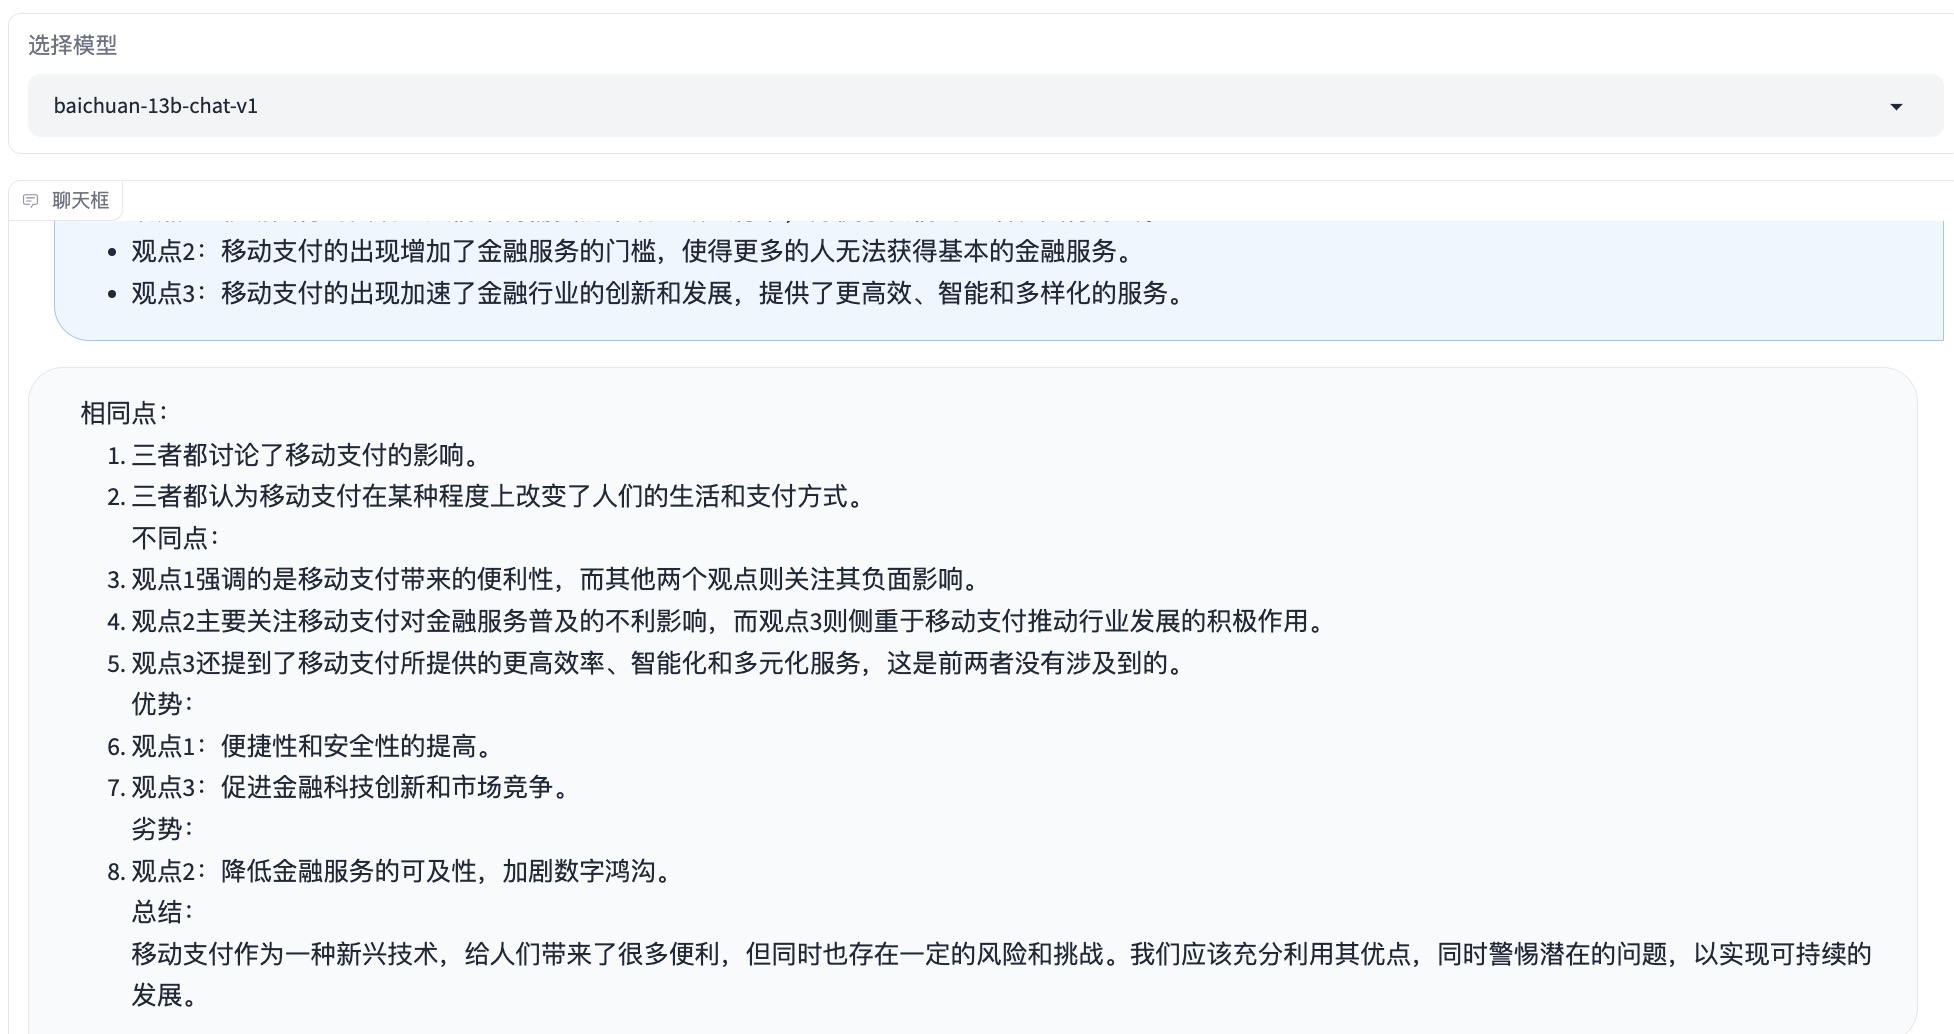 选择模型
baichuan-13b-chat-v1
聊天框
• 观点2：移动支付的出现增加了金融服务的门槛，使得更多的人无法获得基本的金融服务。
• 观点3：移动支付的出现加速了金融行业的创新和发展，提供了更高效、智能和多样化的服务。
相同点：
1. 三者都讨论了移动支付的影响。
2. 三者都认为移动支付在某种程度上改变了人们的生活和支付方式。
不同点：
3. 观点1强调的是移动支付带来的便利性，而其他两个观点则关注其负面影响。
4. 观点2主要关注移动支付对金融服务普及的不利影响，而观点3则侧重于移动支付推动行业发展的积极作用。
5. 观点3还提到了移动支付所提供的更高效率、智能化和多元化服务，这是前两者没有涉及到的。
优势：
6. 观点1：便捷性和安全性的提高。
7. 观点3：促进金融科技创新和市场竞争。
劣势：
8. 观点2：降低金融服务的可及性，加剧数字鸿沟。
总结：
移动支付作为一种新兴技术，给人们带来了很多便利，但同时也存在一定的风险和挑战。我们应该充分利用其优点，同时警惕潜在的问题，以实现可持续的
发展。